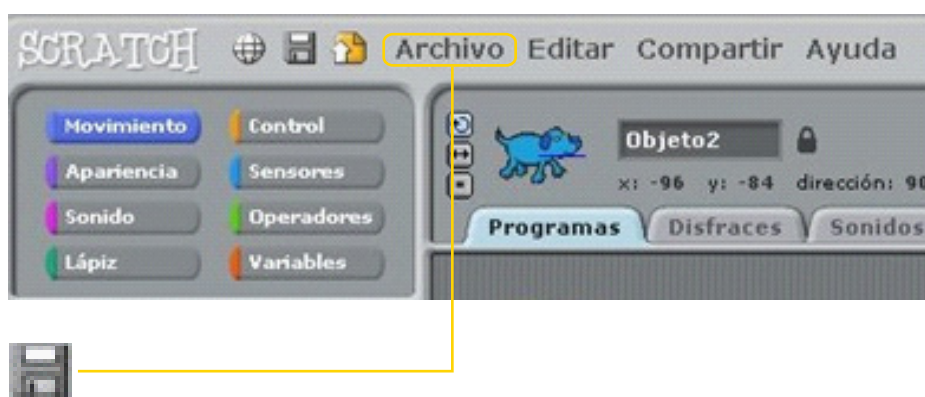 SCRATCH Archivo Editar Compartir Ayuda
Movimiento Control
Apariencia Sensores
Sonido Operadores
Lápiz Variables
Objeto2
x: -96 y: -84 dirección: 90
Programas Disfraces Sonidos